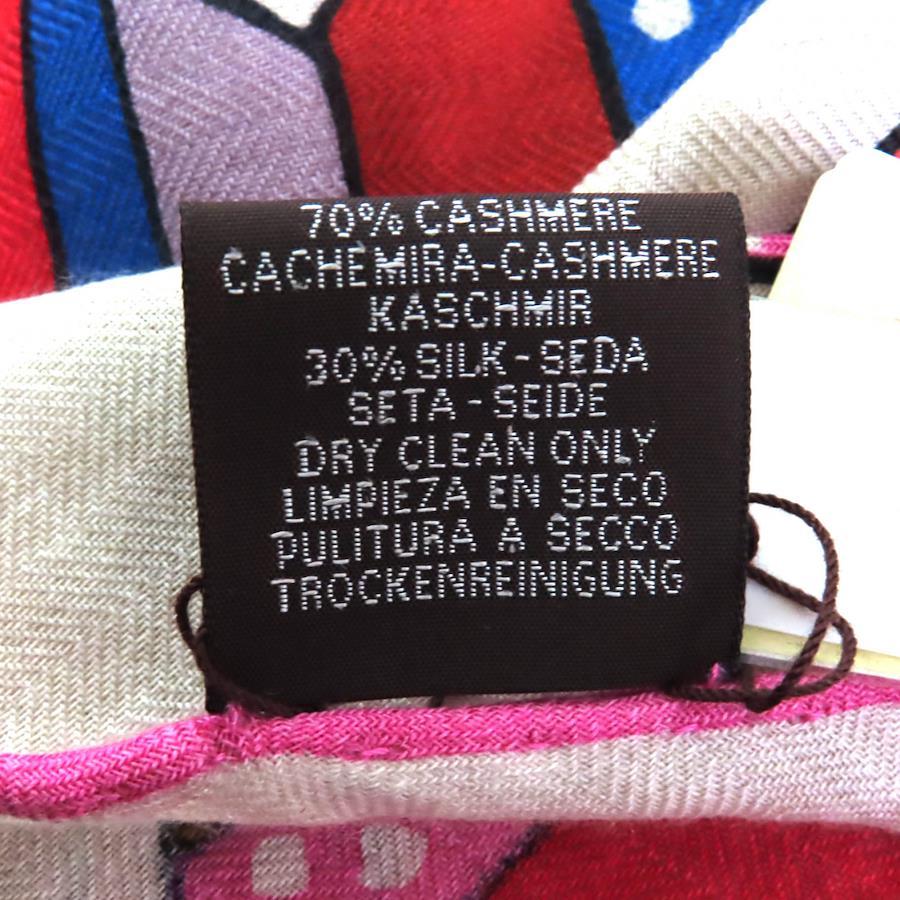 70% CASHMERE
CACHEMIRA-CASHMERE
KASCHMIR
30% SILK-SEDA
SETA-SEIDE
DRY CLEAN ONLY
LIMPIEZA EN SECO
PULITURA A SECCO
TROCKENREINIGUNG